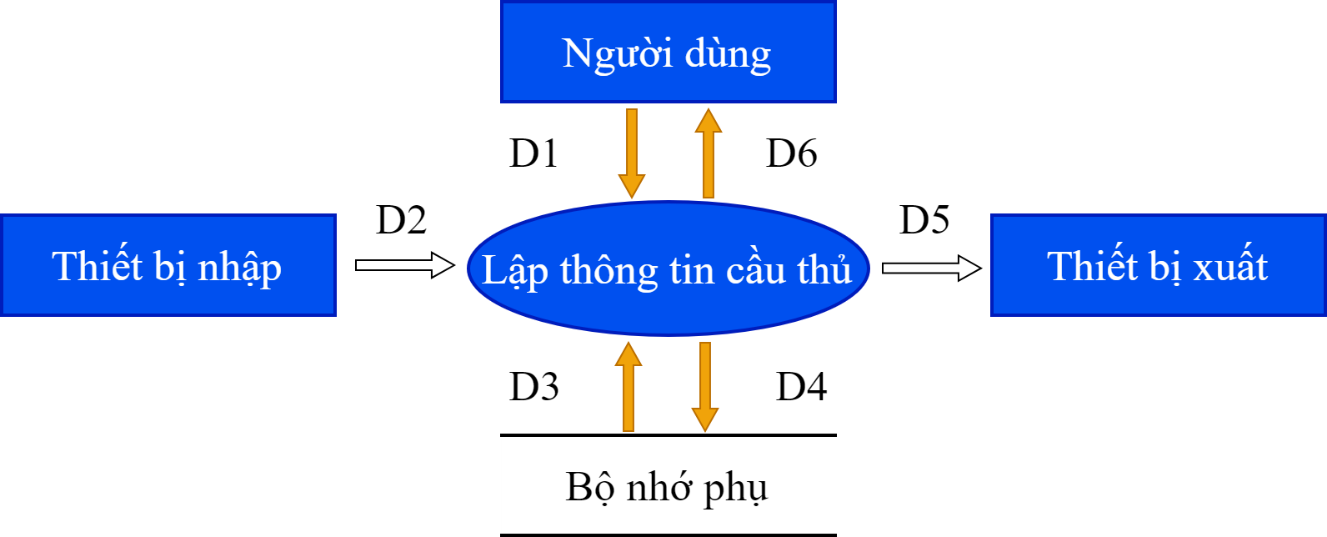 Người dùng
D1
D6
D2
D5
Thiết bị nhập
Lập thông tin cầu thủ
Thiết bị xuất
D3
D4
Bộ nhớ phụ